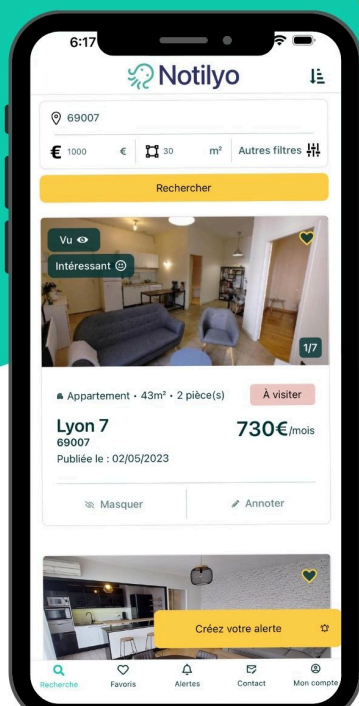 6:17
Notilyo
69007
€ 1000 € 30 m² Autres filtres
Rechercher
Vu
Intéressant
1/7
Appartement • 43m² • 2 pièce(s) À visiter
Lyon 7 730€/mois
69007
Publiée le : 02/05/2023
Masquer Annoter
Créez votre alerte
Recherche Favoris Alertes Contact Mon compte